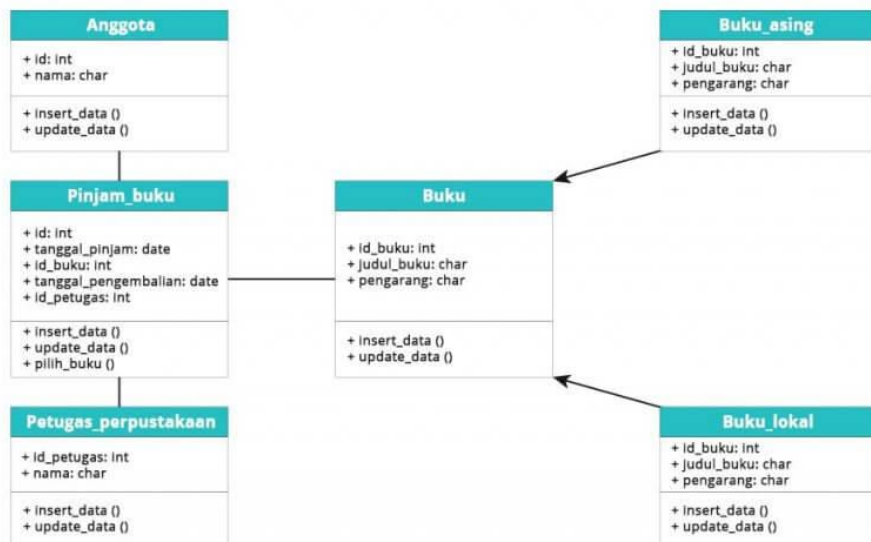 Anggota
+ id: int
+ nama: char
+ insert_data ()
+ update_data ()
Pinjam_buku
+ id: int
+ tanggal_pinjam: date
+ id_buku: int
+ tanggal_pengembalian: date
+ id_petugas: int
+ insert_data ()
+ update_data ()
+ pilih_buku ()
Petugas_perpustakaan
+ id_petugas: int
+ nama: char
+ insert_data ()
+ update_data ()
Buku
+ id_buku: int
+ judul_buku: char
+ pengarang: char
+ insert_data ()
+ update_data ()
Buku_asing
+ id_buku: int
+ judul_buku: char
+ pengarang: char
+ insert_data ()
+ update_data ()
Buku_lokal
+ id_buku: int
+ judul_buku: char
+ pengarang: char
+ insert_data ()
+ update_data ()